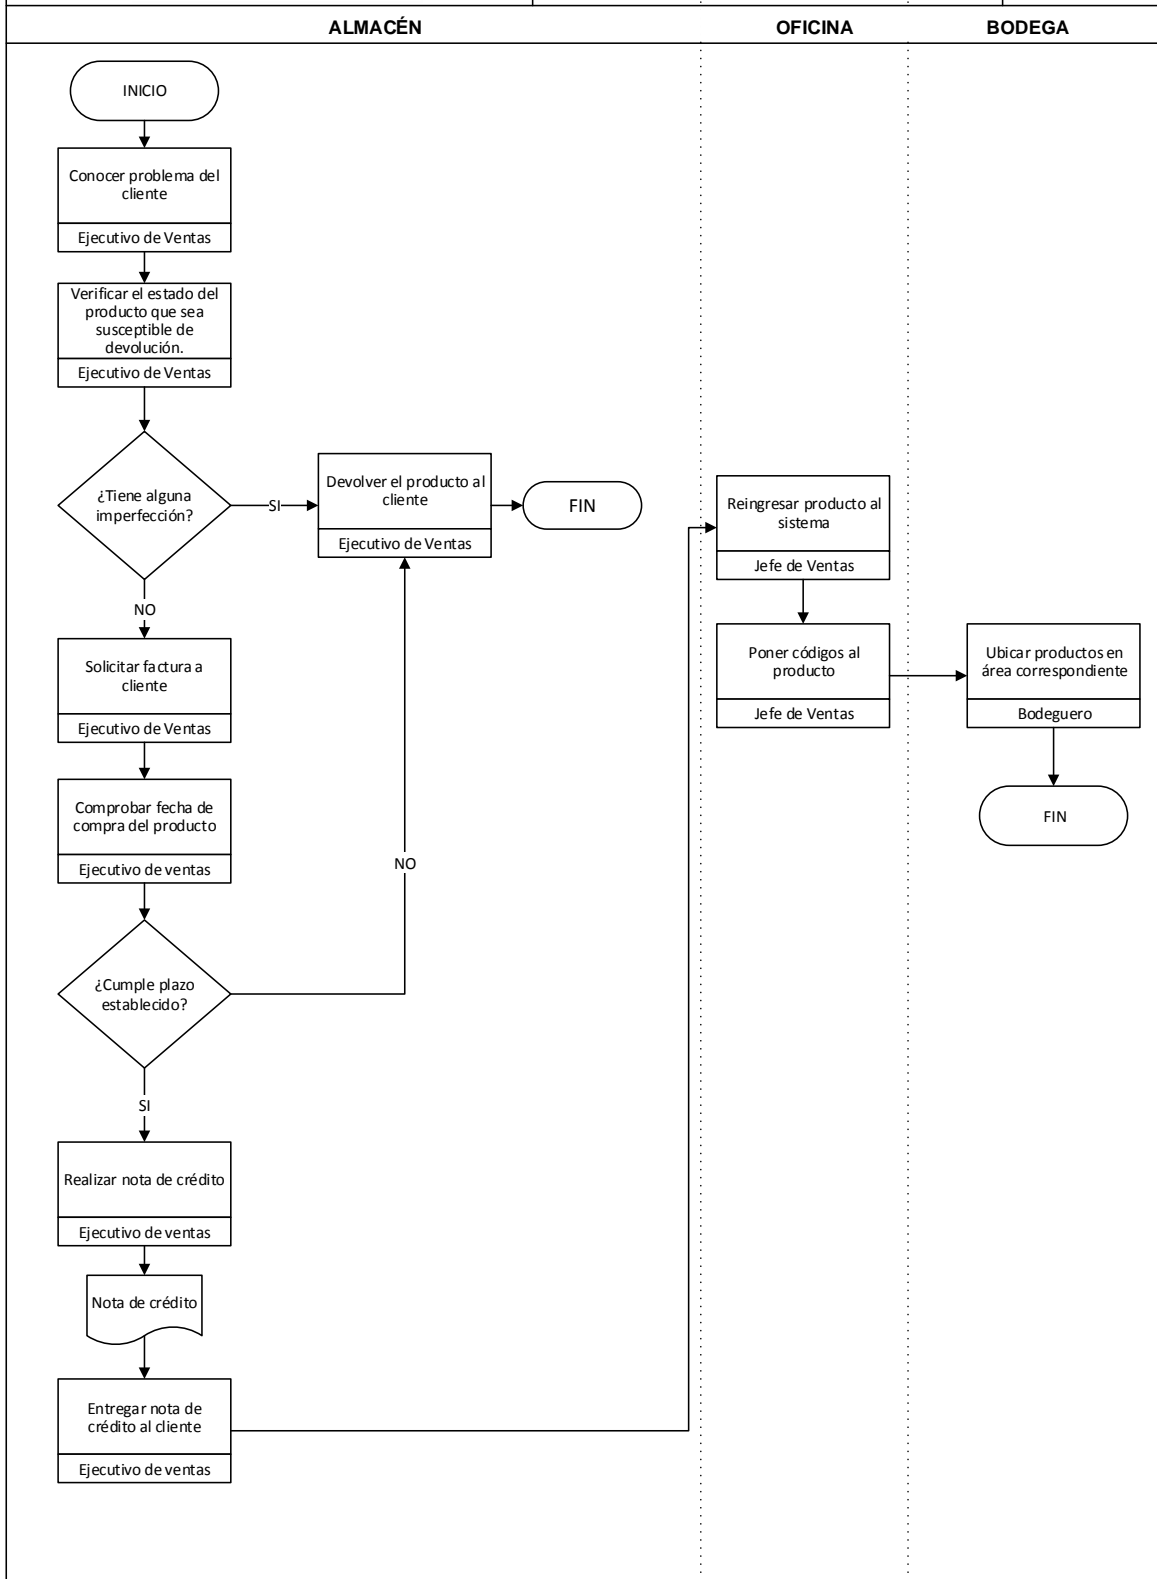 ALMACÉN
OFICINA
BODEGA
INICIO
Conocer problema del
cliente
Ejecutivo de Ventas
Verificar el estado del
producto que sea
susceptible de
devolución.
Ejecutivo de Ventas
¿Tiene alguna
imperfección?
SI
Devolver el producto al
cliente
Ejecutivo de Ventas
FIN
NO
Solicitar factura a
cliente
Ejecutivo de Ventas
Comprobar fecha de
compra del producto
Ejecutivo de ventas
¿Cumple plazo
establecido?
NO
SI
Realizar nota de crédito
Ejecutivo de ventas
Nota de crédito
Entregar nota de
crédito al cliente
Ejecutivo de ventas
Reingresar producto al
sistema
Jefe de Ventas
Poner códigos al
producto
Jefe de Ventas
Ubicar productos en
área correspondiente
Bodeguero
FIN